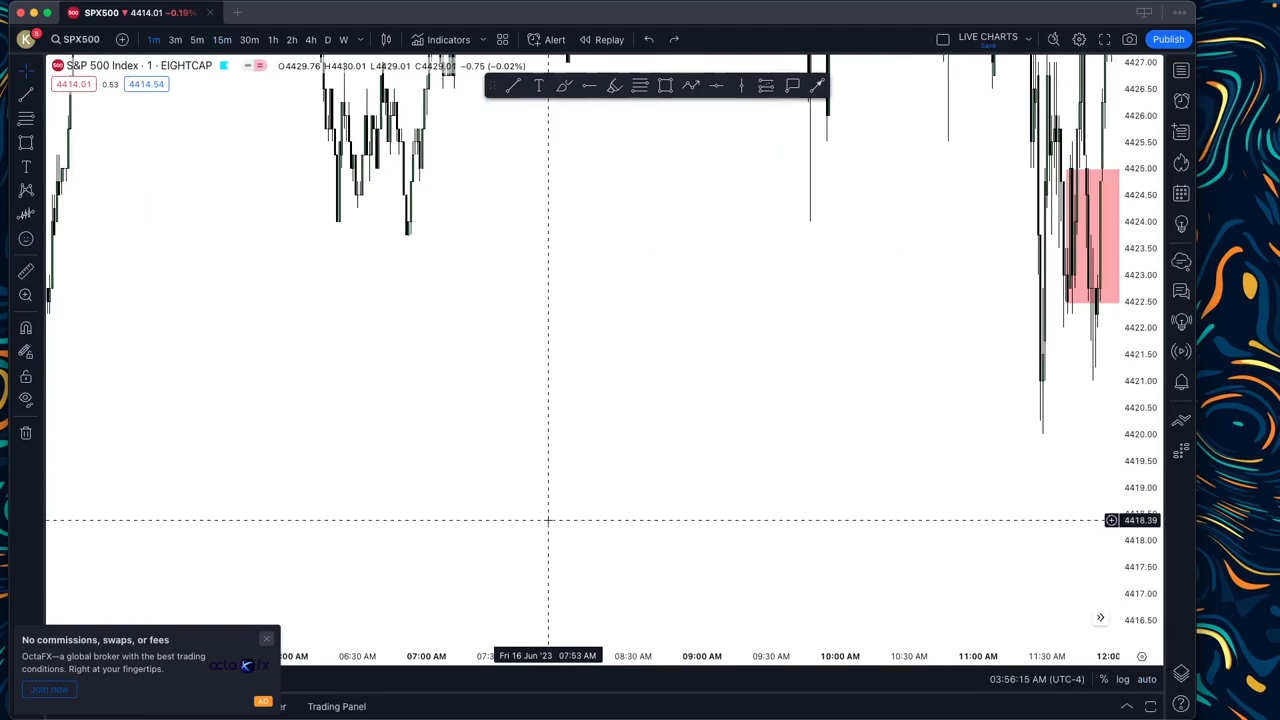 SPX500 ▼ 4414.01 −0.19%
K 6 SPX500 1m 3m 5m 15m 30m 1h 2h 4h D W Indicators Alert Replay LIVE CHARTS Save Publish
S&P 500 Index · 1 · EIGHTCAP O4429.76 H4430.01 L4429.01 C4429.01 −0.75 (−0.02%)
4414.01 0.53 4414.54
4427.00
4426.50
4426.00
4425.50
4425.00
4424.50
4424.00
4423.50
4423.00
4422.50
4422.00
4421.50
4421.00
4420.50
4420.00
4419.50
4419.00
4418.39
4418.00
4417.50
4417.00
4416.50
No commissions, swaps, or fees
OctaFX—a global broker with the best trading
conditions. Right at your fingertips.
octa fx
Join now
AD
06:30 AM 07:00 AM Fri 16 Jun '23 07:53 AM 08:30 AM 09:00 AM 09:30 AM 10:00 AM 10:30 AM 11:00 AM 11:30 AM 12:00
03:56:15 AM (UTC-4) % log auto
Trading Panel